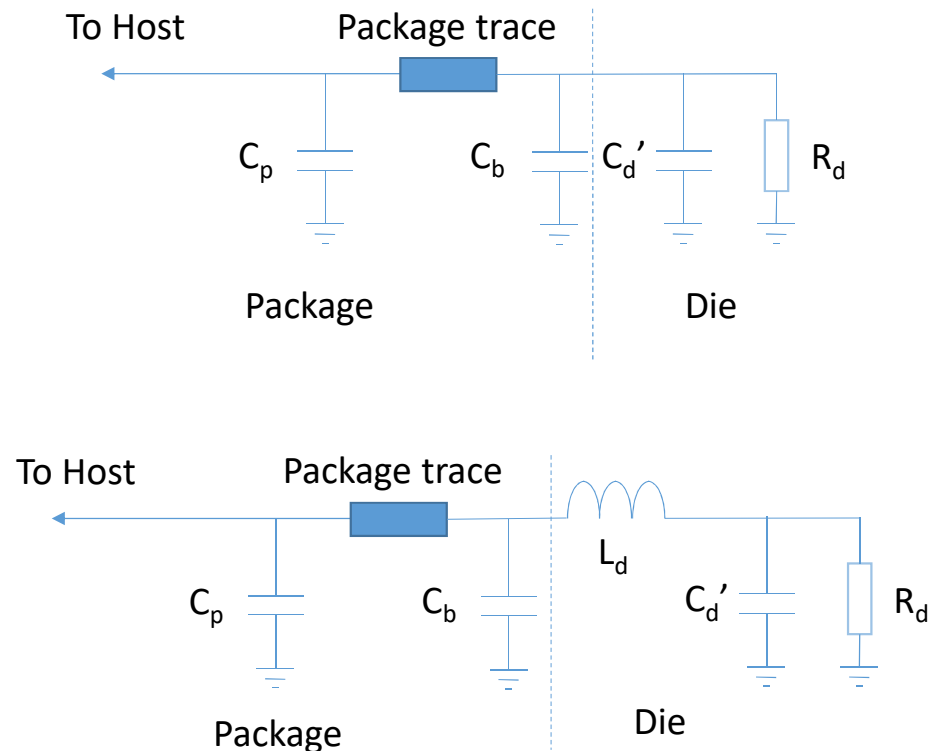 To Host
Package trace
Cp
Cb
Cd’
Rd
Package
Die
To Host
Package trace
Ld
Cp
Cb
Cd’
Rd
Package
Die